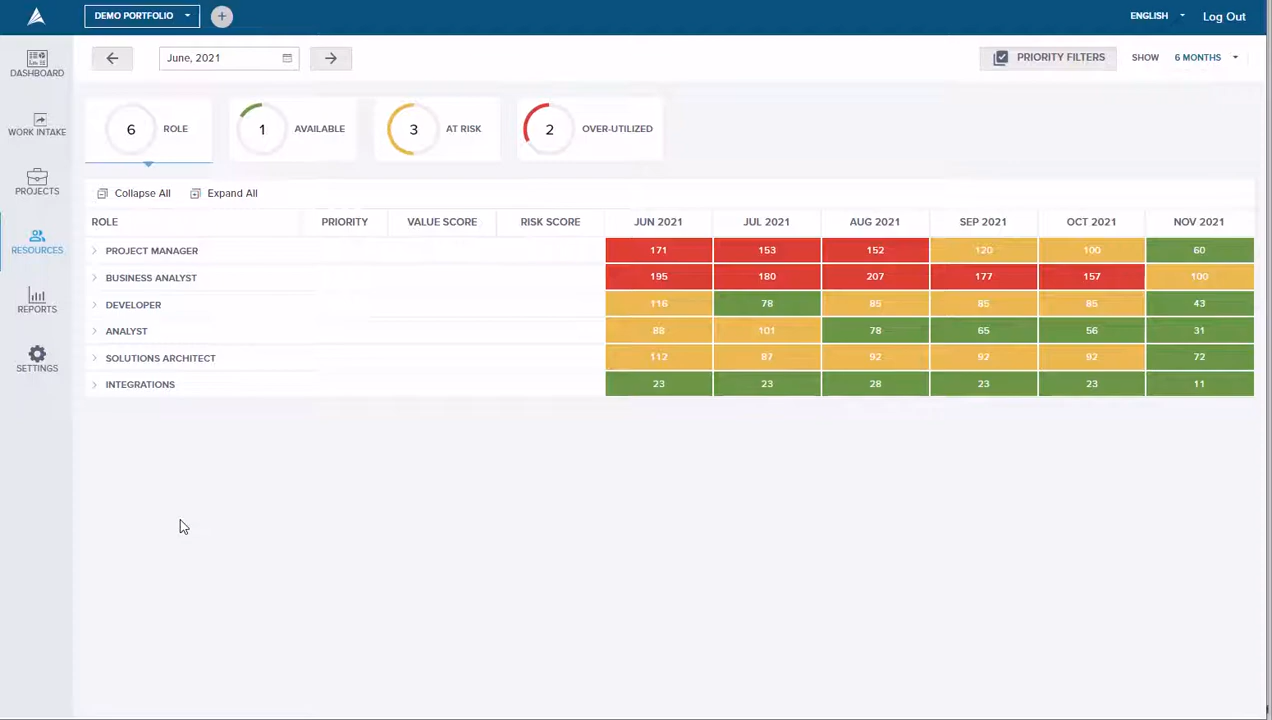 DEMO PORTFOLIO
ENGLISH
Log Out
DASHBOARD
WORK INTAKE
PROJECTS
RESOURCES
REPORTS
SETTINGS
June, 2021
PRIORITY FILTERS
SHOW
6 MONTHS
6 ROLE
1 AVAILABLE
3 AT RISK
2 OVER-UTILIZED
Collapse All
Expand All
ROLE PRIORITY VALUE SCORE RISK SCORE JUN 2021 JUL 2021 AUG 2021 SEP 2021 OCT 2021 NOV 2021
PROJECT MANAGER 171 153 152 120 100 60
BUSINESS ANALYST 195 180 207 177 157 100
DEVELOPER 116 78 85 85 85 43
ANALYST 88 101 78 65 56 31
SOLUTIONS ARCHITECT 112 87 92 92 92 72
INTEGRATIONS 23 23 28 23 23 11